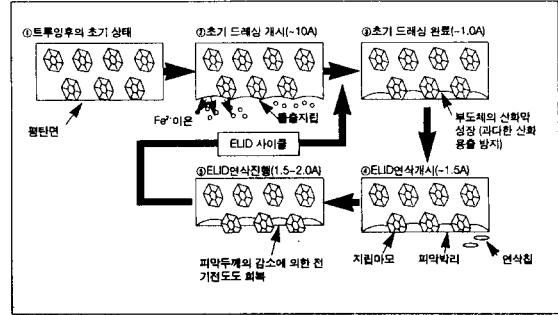 ①트루잉후의 초기 상태
②초기 드레싱 개시(~10A)
③초기 드레싱 완료(~1.0A)
평탄면
Fe²⁺이온
돌출지립
부도체의 산화막
성장 (과다한 산화
용출 방지)
ELID 사이클
⑤ELID연삭진행(1.5~2.0A)
④ELID연삭개시(~1.5A)
피막두께의 감소에 의한 전
기전도도 회복
지립마모
피막박리
연삭칩